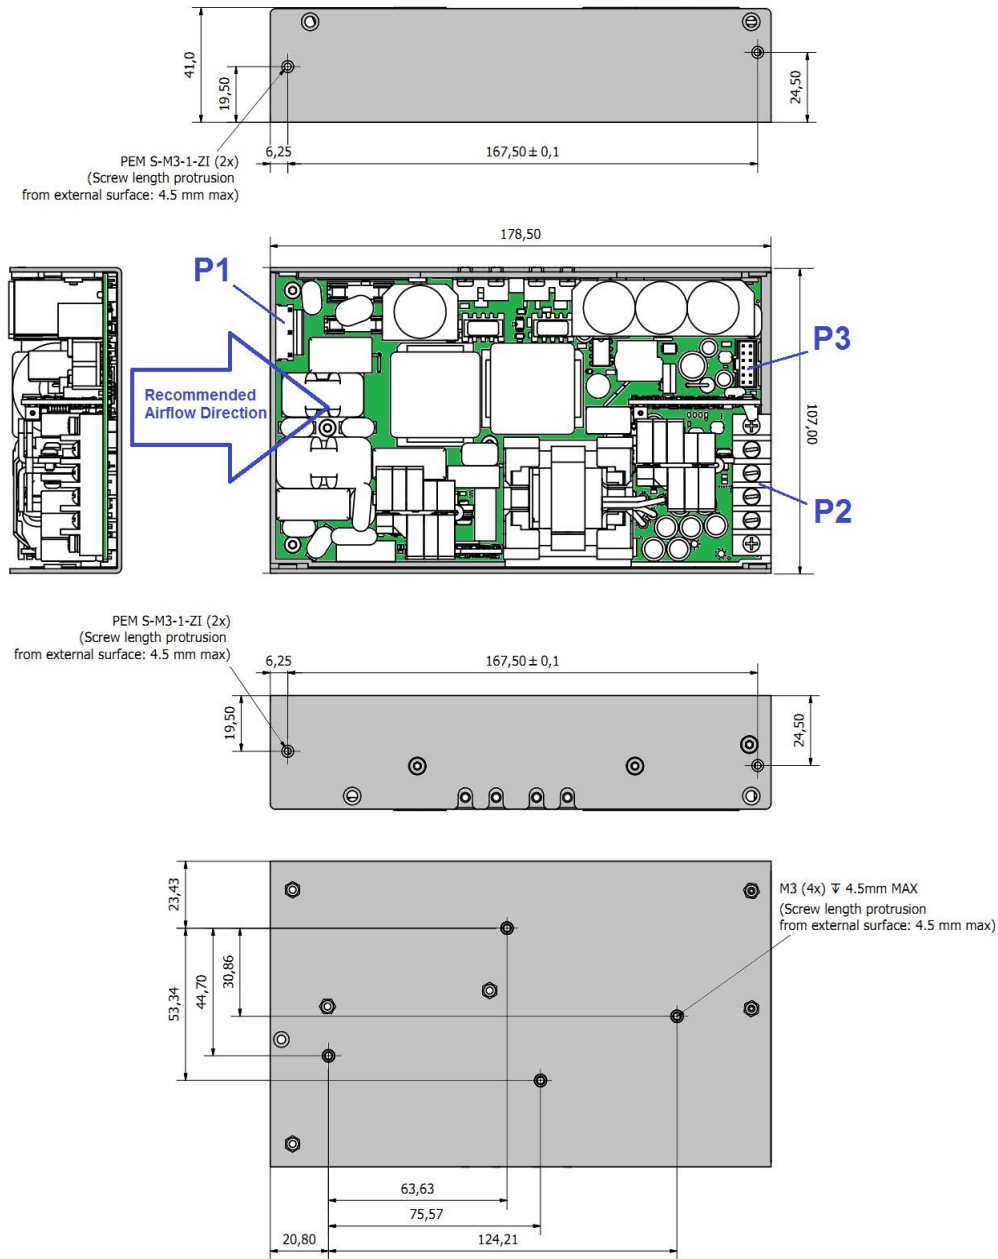 41,0
19,50
24,50
6,25
167,50 ± 0,1
PEM S-M3-1-ZI (2x)
(Screw length protrusion
from external surface: 4.5 mm max)
178,50
P1
Recommended
Airflow Direction
P3
107,00
P2
PEM S-M3-1-ZI (2x)
(Screw length protrusion
from external surface: 4.5 mm max)
6,25
167,50 ± 0,1
19,50
24,50
23,43
M3 (4x) ↧ 4.5mm MAX
(Screw length protrusion
from external surface: 4.5 mm max)
53,34
44,70
30,86
63,63
75,57
20,80
124,21